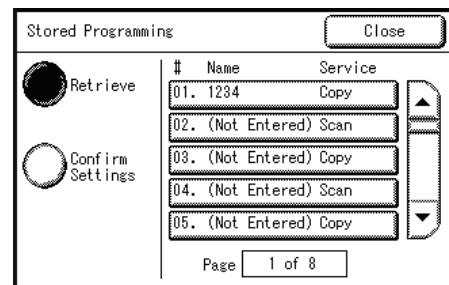 Stored Programming Close
Retrieve
Confirm
Settings
# Name Service
01. 1234 Copy
02. (Not Entered) Scan
03. (Not Entered) Copy
04. (Not Entered) Scan
05. (Not Entered) Copy
Page 1 of 8